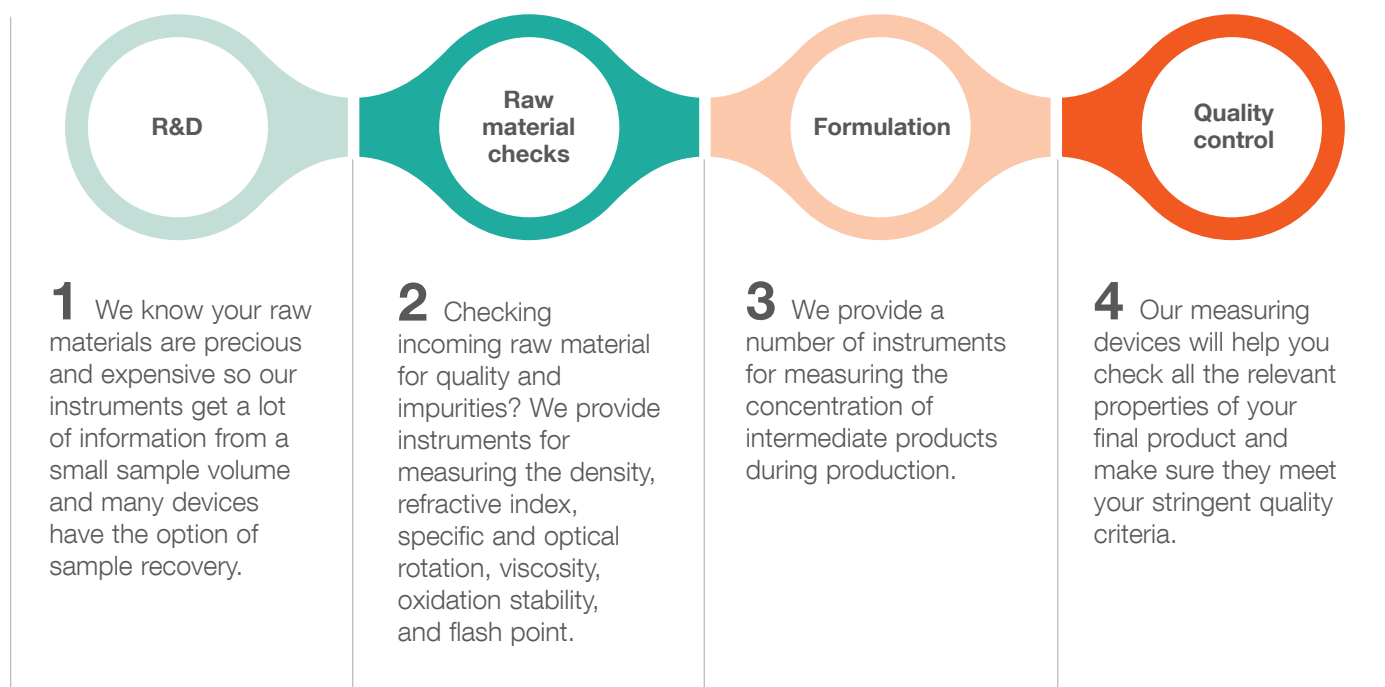 R&D
Raw
material
checks
Formulation
Quality
control
1 We know your raw
materials are precious
and expensive so our
instruments get a lot
of information from a
small sample volume
and many devices
have the option of
sample recovery.
2 Checking
incoming raw material
for quality and
impurities? We provide
instruments for
measuring the density,
refractive index,
specific and optical
rotation, viscosity,
oxidation stability,
and flash point.
3 We provide a
number of instruments
for measuring the
concentration of
intermediate products
during production.
4 Our measuring
devices will help you
check all the relevant
properties of your
final product and
make sure they meet
your stringent quality
criteria.